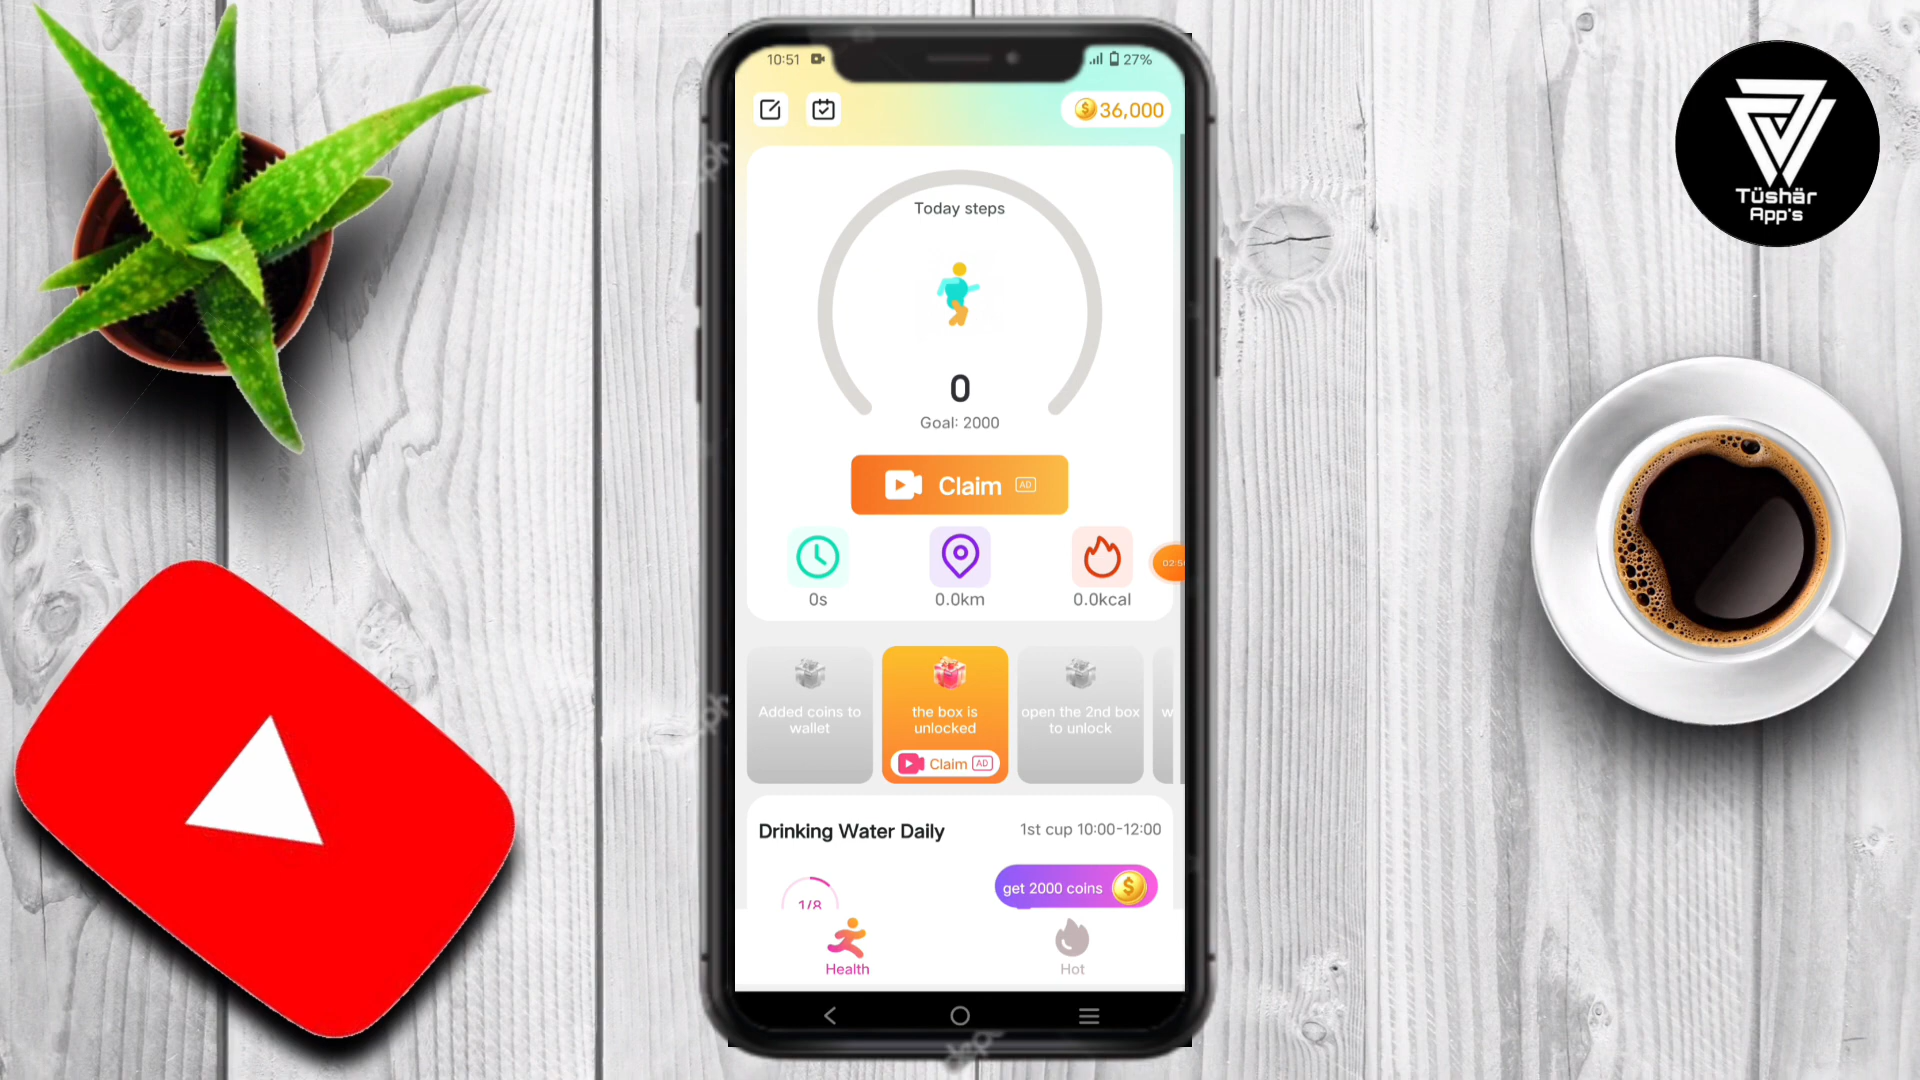 10:51
27%
36,000
Tüshär
App's
Today steps
0
Goal: 2000
Claim AD
0s
0.0km
0.0kcal
Added coins to
wallet
the box is
unlocked
Claim AD
open the 2nd box
to unlock
Drinking Water Daily
1st cup 10:00-12:00
1/8
get 2000 coins
Health
Hot